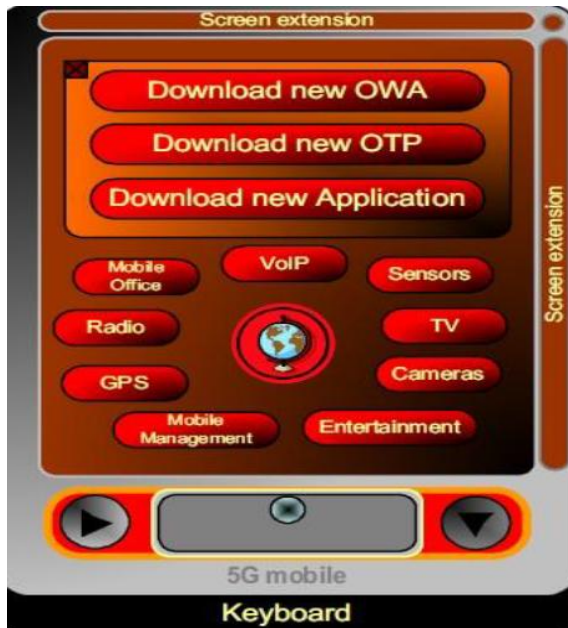 Screen extension
Download new OWA
Download new OTP
Download new Application
Screen extension
Mobile
Office
VoIP
Sensors
Radio
TV
GPS
Cameras
Mobile
Management
Entertainment
5G mobile
Keyboard